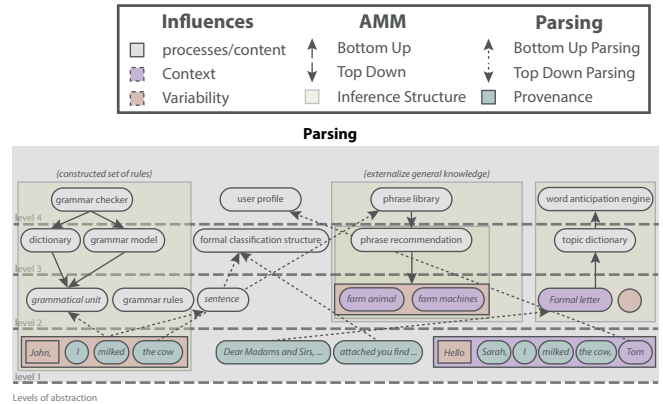 Influences AMM Parsing
processes/content Bottom Up Bottom Up Parsing
Context Top Down Top Down Parsing
Variability Inference Structure Provenance
Parsing
(constructed set of rules) (externalize general knowledge)
grammar checker user profile phrase library word anticipation engine
level 4
dictionary grammar model formal classification structure phrase recommendation topic dictionary
level 3
grammatical unit grammar rules sentence farm animal farm machines Formal letter
level 2
John, I milked the cow Dear Madams and Sirs, ... attached you find ... Hello Sarah, I milked the cow, Tom
level 1
Levels of abstraction